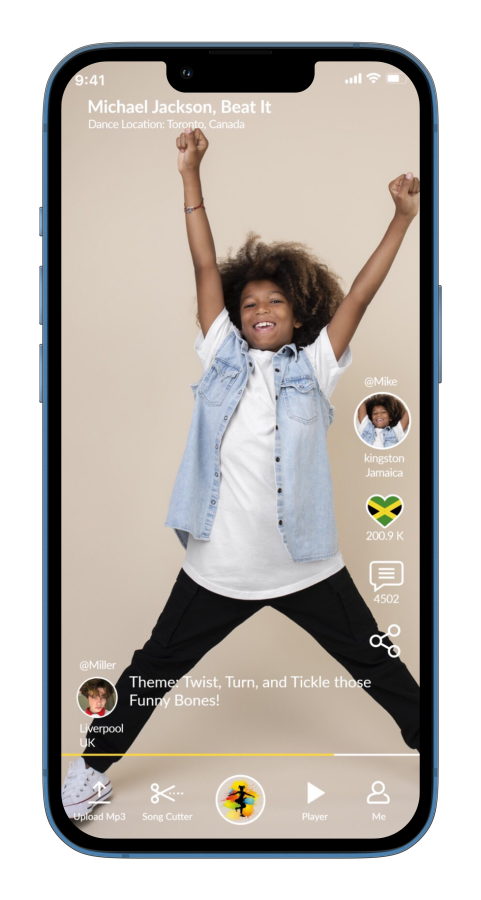 9:41
Michael Jackson, Beat It
Dance Location: Toronto, Canada
@Mike
kingston
Jamaica
200.9 K
4502
@Miller
Theme: Twist, Turn, and Tickle those
Funny Bones!
Liverpool
UK
Upload Mp3
Song Cutter
Player
Me